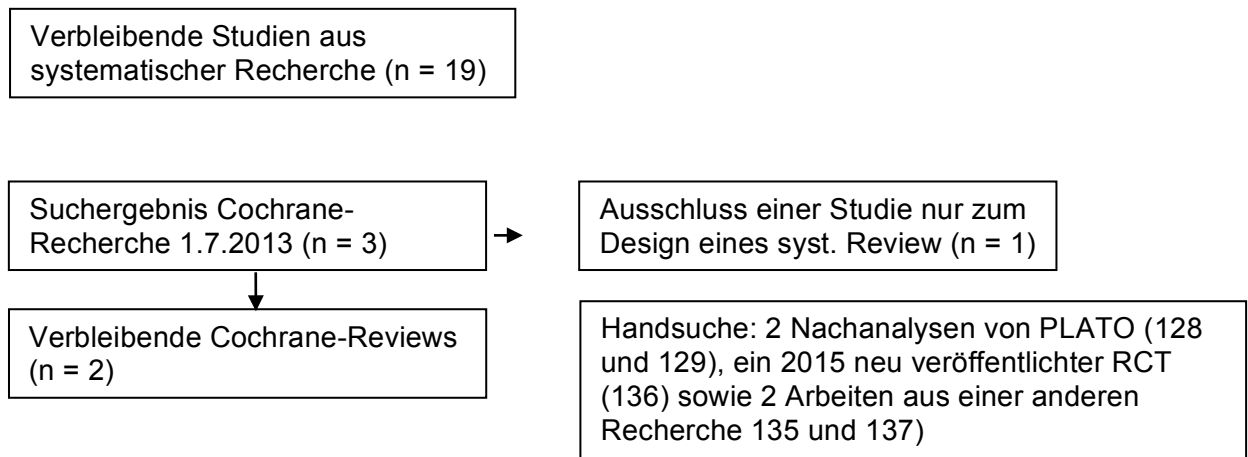 Verbleibende Studien aus
systematischer Recherche (n = 19)
Suchergebnis Cochrane-
Recherche 1.7.2013 (n = 3)
Ausschluss einer Studie nur zum
Design eines syst. Review (n = 1)
Verbleibende Cochrane-Reviews
(n = 2)
Handsuche: 2 Nachanalysen von PLATO (128
und 129), ein 2015 neu veröffentlichter RCT
(136) sowie 2 Arbeiten aus einer anderen
Recherche 135 und 137)